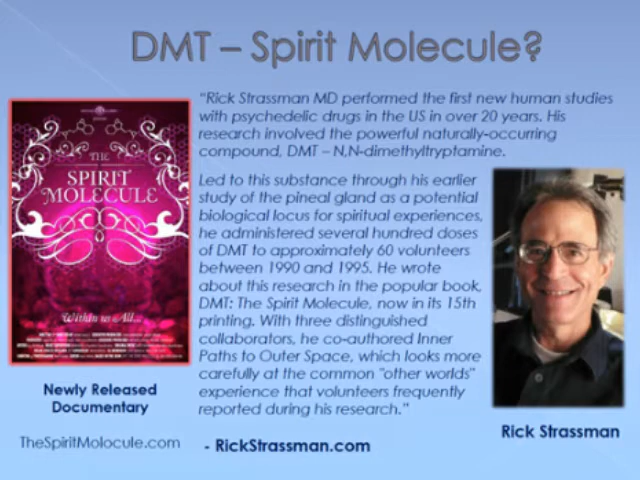 DMT – Spirit Molecule?
"Rick Strassman MD performed the first new human studies
with psychedelic drugs in the US in over 20 years. His
research involved the powerful naturally-occurring
compound, DMT – N,N-dimethyltryptamine.
Led to this substance through his earlier
study of the pineal gland as a potential
biological locus for spiritual experiences,
he administered several hundred doses
of DMT to approximately 60 volunteers
between 1990 and 1995. He wrote
about this research in the popular book,
DMT: The Spirit Molecule, now in its 15th
printing. With three distinguished
collaborators, he co-authored Inner
Paths to Outer Space, which looks more
carefully at the common "other worlds"
experience that volunteers frequently
reported during his research."
- RickStrassman.com
THE
SPIRIT
MOLECULE
Within us All...
Newly Released
Documentary
TheSpiritMolocule.com
Rick Strassman